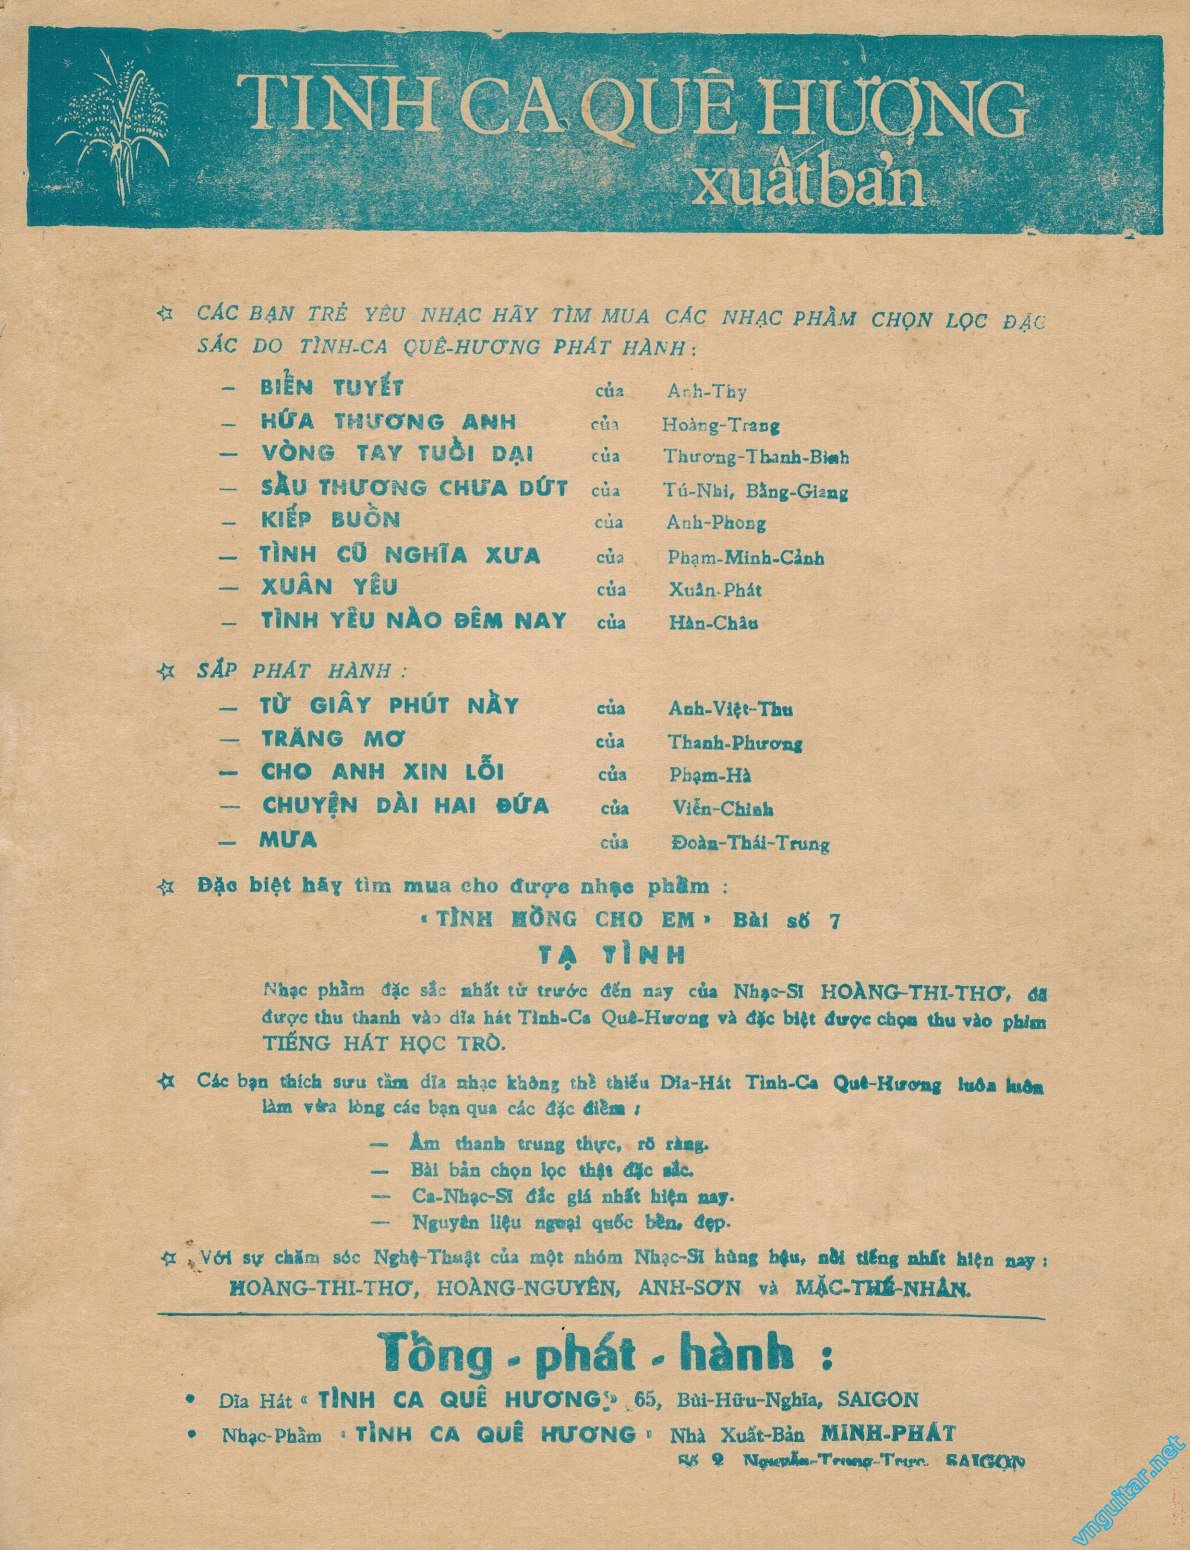 TÌNH CA QUÊ HƯƠNG
xuất bản
CÁC BẠN TRẺ YÊU NHẠC HÃY TÌM MUA CÁC NHẠC PHẨM CHỌN LỌC ĐẶC
SẮC DO TÌNH-CA QUÊ-HƯƠNG PHÁT HÀNH :
— BIỂN TUYẾT của Anh-Thy
— HỨA THƯƠNG ANH của Hoàng-Trang
— VÒNG TAY TUỔI DẠI của Thương-Thanh-Bình
— SẦU THƯƠNG CHƯA DỨT của Tú-Nhi, Bằng-Giang
— KIẾP BUỒN của Anh-Phong
— TÌNH CŨ NGHĨA XƯA của Phạm-Minh-Cảnh
— XUÂN YÊU của Xuân-Phát
— TÌNH YÊU NÀO ĐÊM NAY của Hàn-Châu
SẮP PHÁT HÀNH :
— TỪ GIÂY PHÚT NẦY của Anh-Việt-Thu
— TRĂNG MƠ của Thanh-Phương
— CHO ANH XIN LỖI của Phạm-Hà
— CHUYỆN DÀI HAI ĐỨA của Viễn-Chinh
— MƯA của Đoàn-Thái-Trung
Đặc biệt hãy tìm mua cho được nhạc phẩm :
« TÌNH HỒNG CHO EM » Bài số 7
TẠ TÌNH
Nhạc phẩm đặc sắc nhất từ trước đến nay của Nhạc-Sĩ HOÀNG-THI-THƠ, đã
được thu thanh vào dĩa hát Tình-Ca Quê-Hương và đặc biệt được chọn thu vào phim
TIẾNG HÁT HỌC TRÒ.
Các bạn thích sưu tầm dĩa nhạc không thể thiếu Dĩa-Hát Tình-Ca Quê-Hương luôn luôn
làm vừa lòng các bạn qua các đặc điểm :
— Âm thanh trung thực, rõ ràng.
— Bài bản chọn lọc thật đặc sắc.
— Ca-Nhạc-Sĩ đắc giá nhất hiện nay.
— Nguyên liệu ngoại quốc bền, đẹp.
Với sự chăm sóc Nghệ-Thuật của một nhóm Nhạc-Sĩ hùng hậu, nổi tiếng nhất hiện nay :
HOÀNG-THI-THƠ, HOÀNG-NGUYÊN, ANH-SƠN và MẶC-THẾ-NHÂN.
Tổng - phát - hành :
• Dĩa Hát « TÌNH CA QUÊ HƯƠNG » 65, Bùi-Hữu-Nghĩa, SAIGON
• Nhạc-Phẩm « TÌNH CA QUÊ HƯƠNG » Nhà Xuất-Bản MINH-PHÁT
Số 9 Nguyễn-Trung-Trực. SAIGON
vnguitar.net